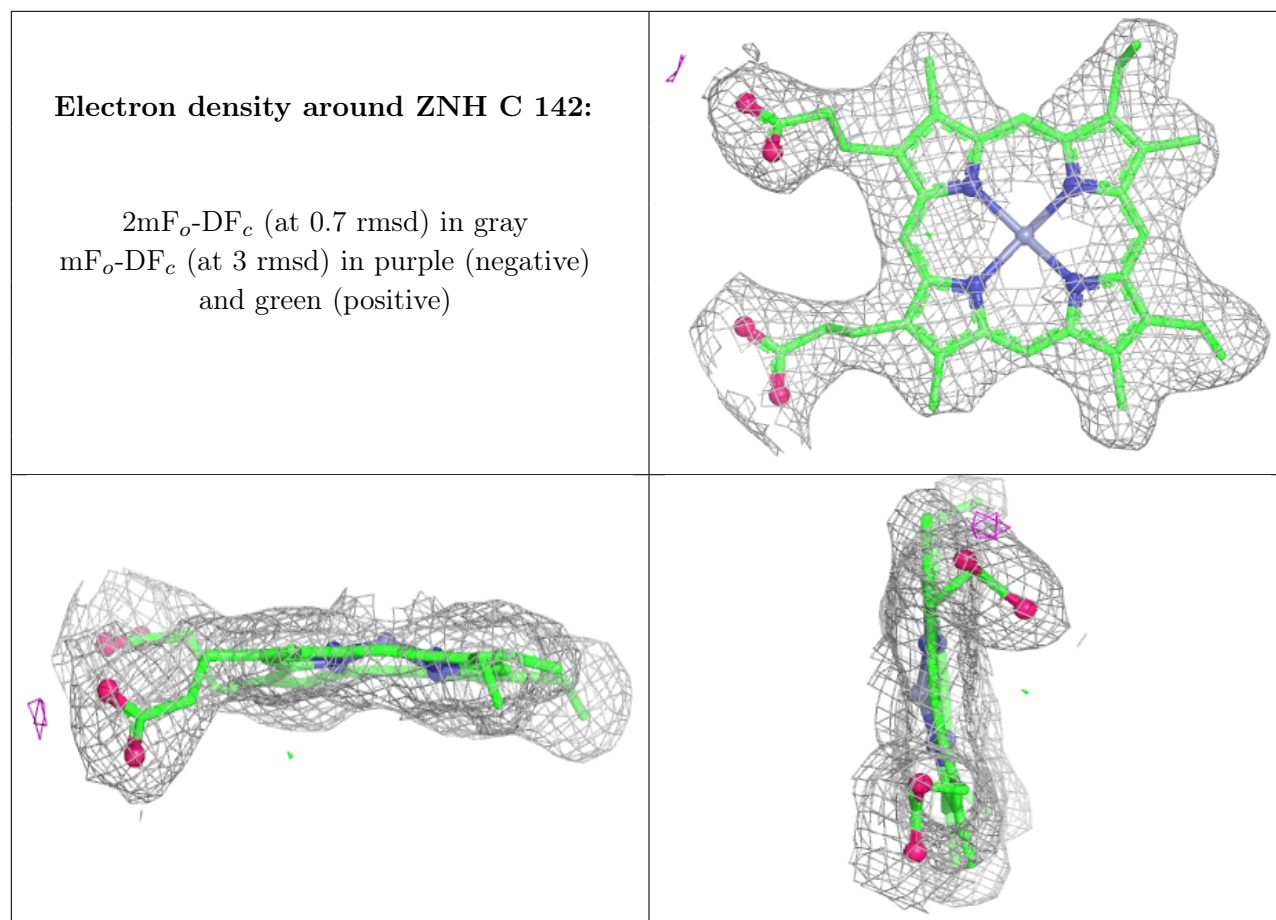 Electron density around ZNH C 142:
2mFₒ-DF𝑐 (at 0.7 rmsd) in gray
mFₒ-DF𝑐 (at 3 rmsd) in purple (negative)
and green (positive)